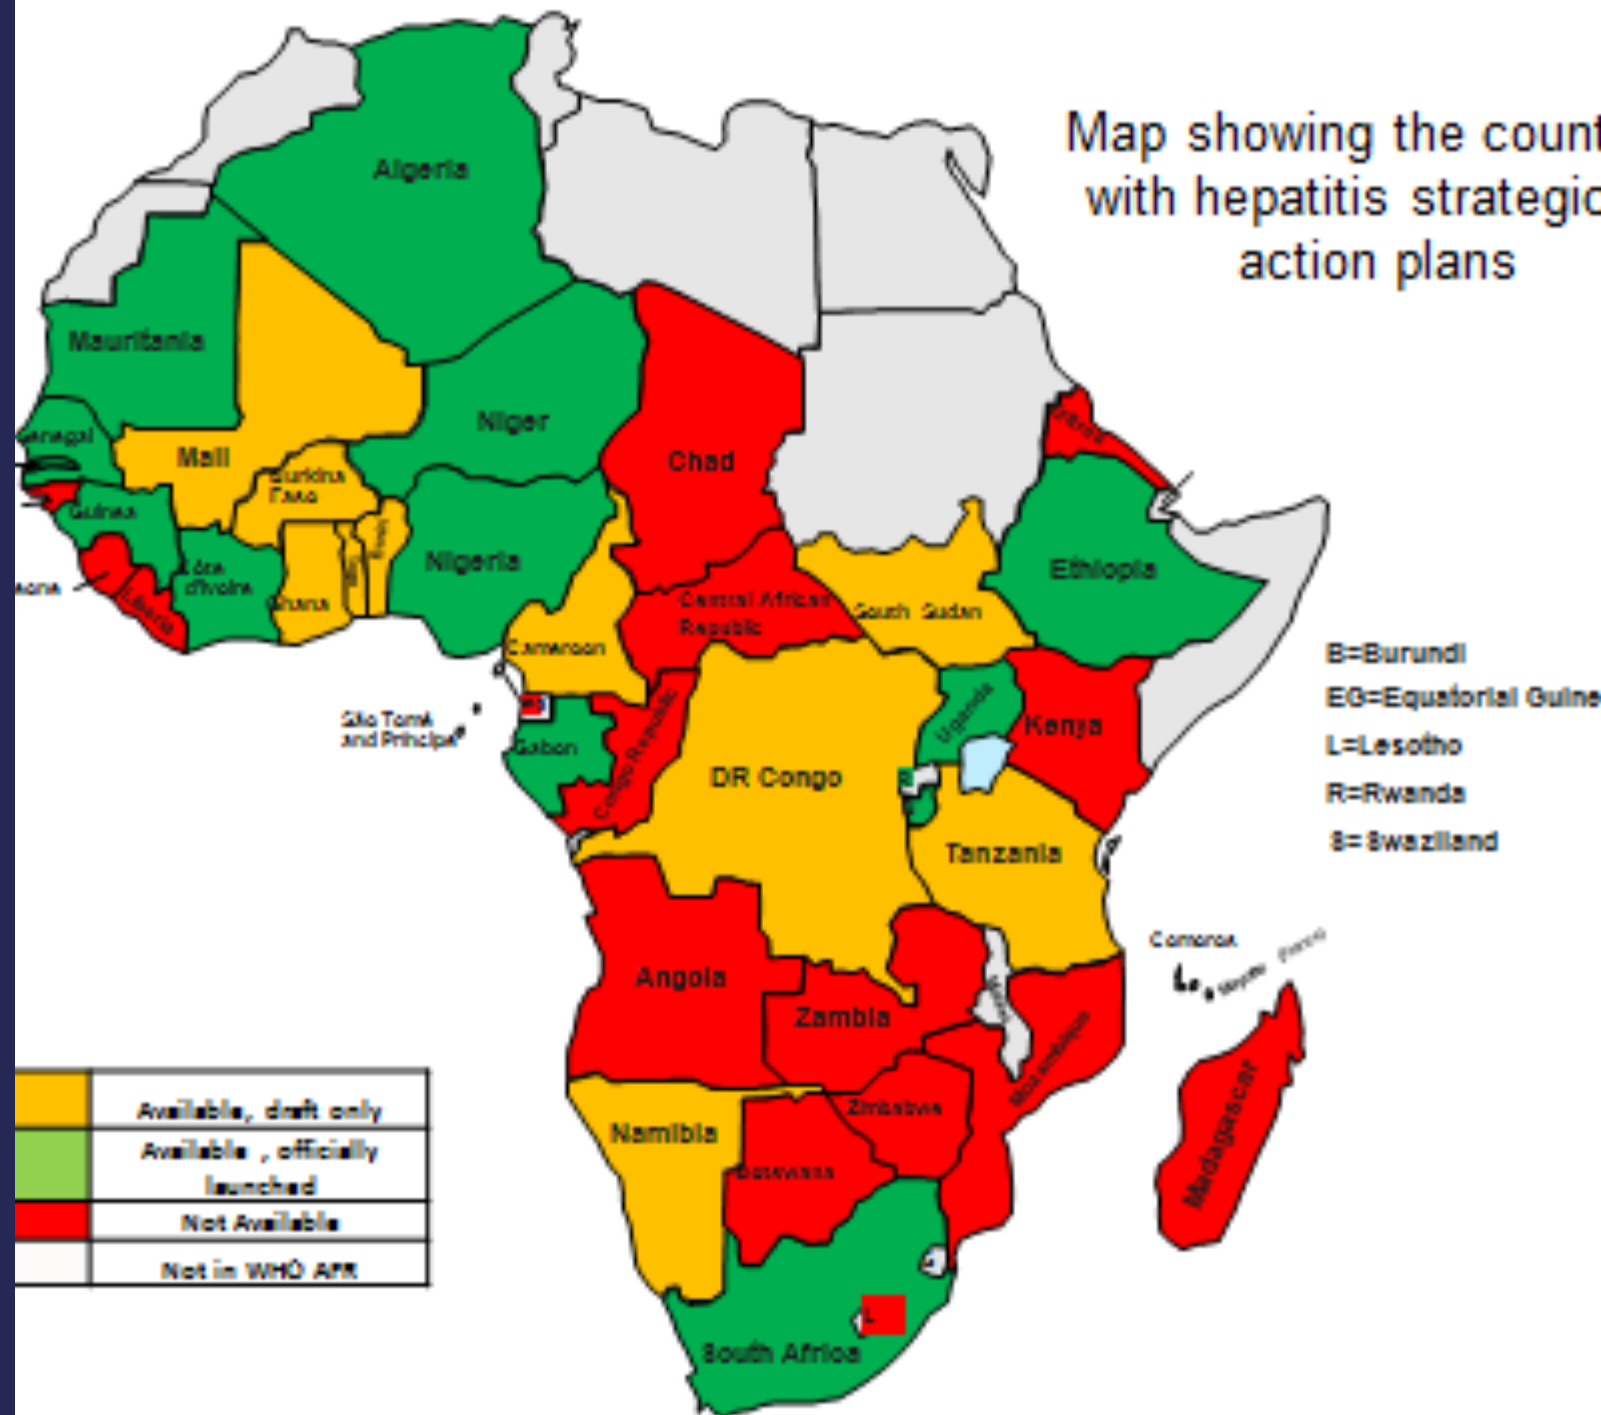 Map showing the count
with hepatitis strategic
action plans
Algeria
Mauritania
Niger
Mali
Chad
Burkina
Faso
Guinea
Nigeria
Côte
d'Ivoire
Ghana
Liberia
Ethiopia
Central African
Republic
South Sudan
Cameroon
B=Burundi
EG=Equatorial Guine
L=Lesotho
R=Rwanda
S=Swaziland
São Tomé
and Principe
Gabon
Congo Republic
Uganda
Kenya
DR Congo
Tanzania
Comoros
Angola
Zambia
Mozambique
Madagascar
Zimbabwe
Namibia
Botswana
South Africa
L
Available, draft only
Available , officially
launched
Not Available
Not in WHO AFR